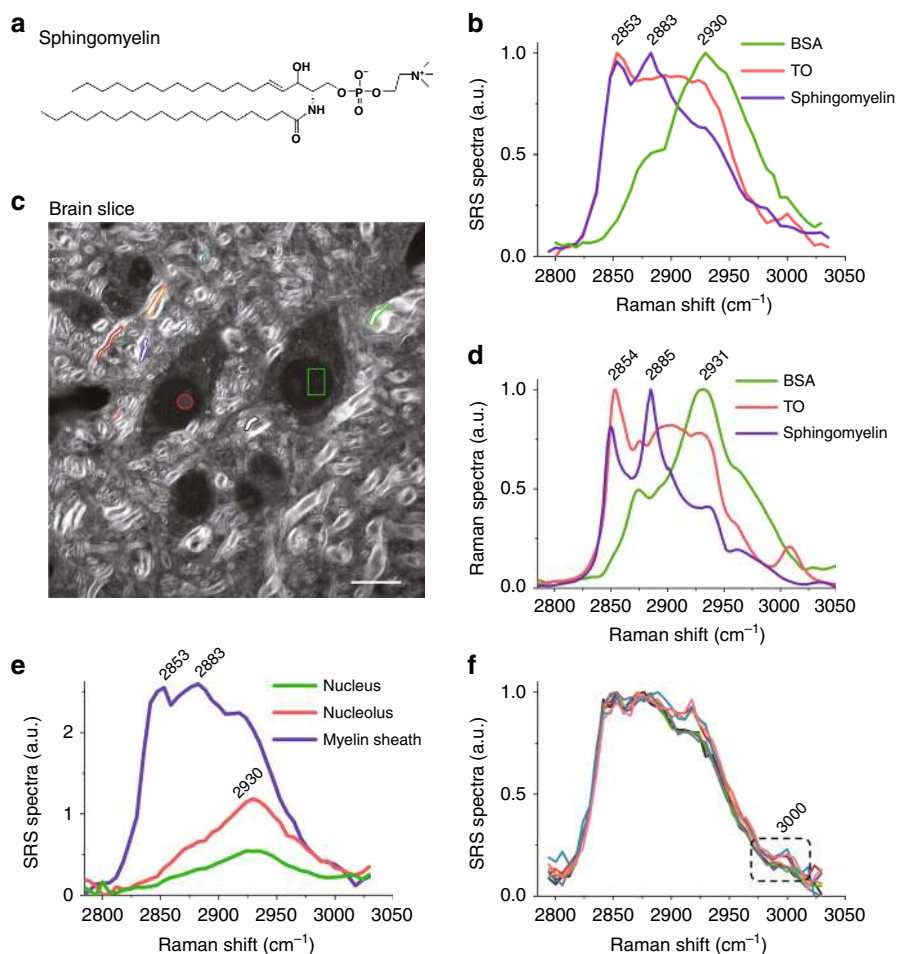 a
Sphingomyelin
OH
O
P
O⁻
O
N⁺
NH
O
O
b
2853
2883
2930
BSA
TO
Sphingomyelin
1.0
0.5
0.0
SRS spectra (a.u.)
2800 2850 2900 2950 3000 3050
Raman shift (cm⁻¹)
c
Brain slice
d
2854
2885
2931
BSA
TO
Sphingomyelin
1.0
0.5
0.0
Raman spectra (a.u.)
2800 2850 2900 2950 3000 3050
Raman shift (cm⁻¹)
e
2853
2883
2930
Nucleus
Nucleolus
Myelin sheath
2
1
0
SRS spectra (a.u.)
2800 2850 2900 2950 3000 3050
Raman shift (cm⁻¹)
f
3000
1.0
0.5
0.0
SRS spectra (a.u.)
2800 2850 2900 2950 3000 3050
Raman shift (cm⁻¹)